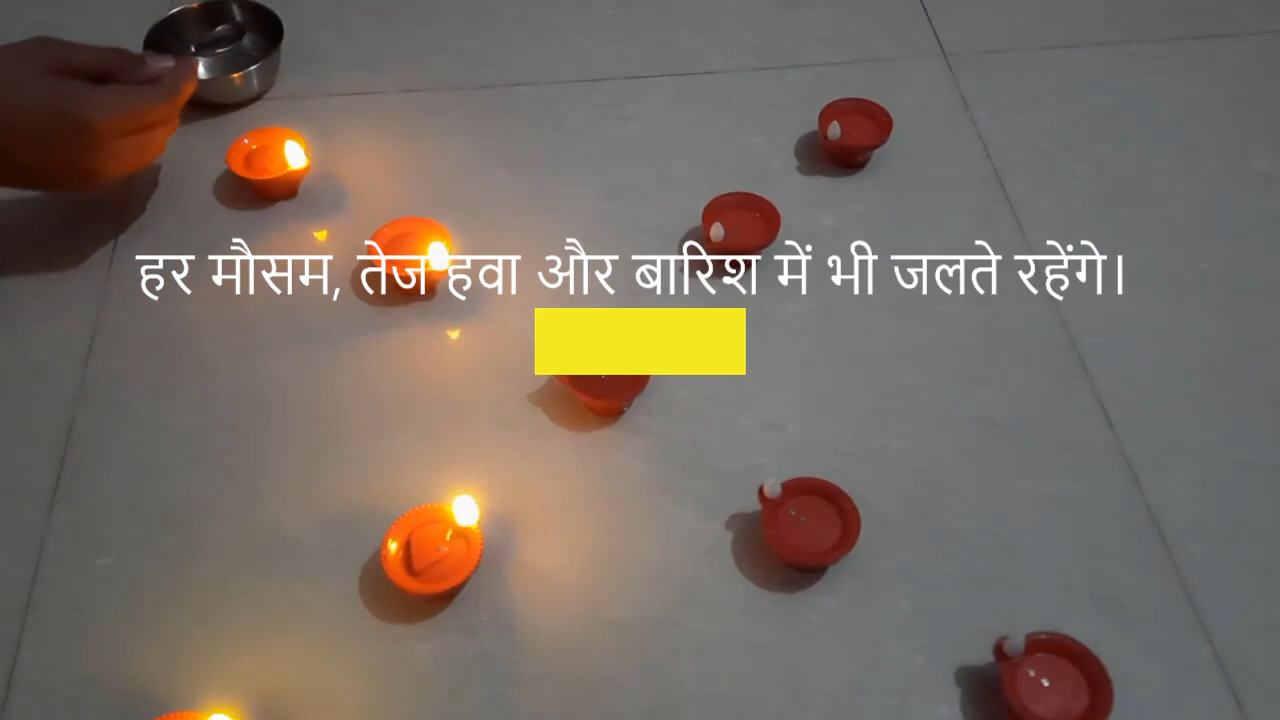 हर मौसम, तेज हवा और बारिश में भी जलते रहेंगे।